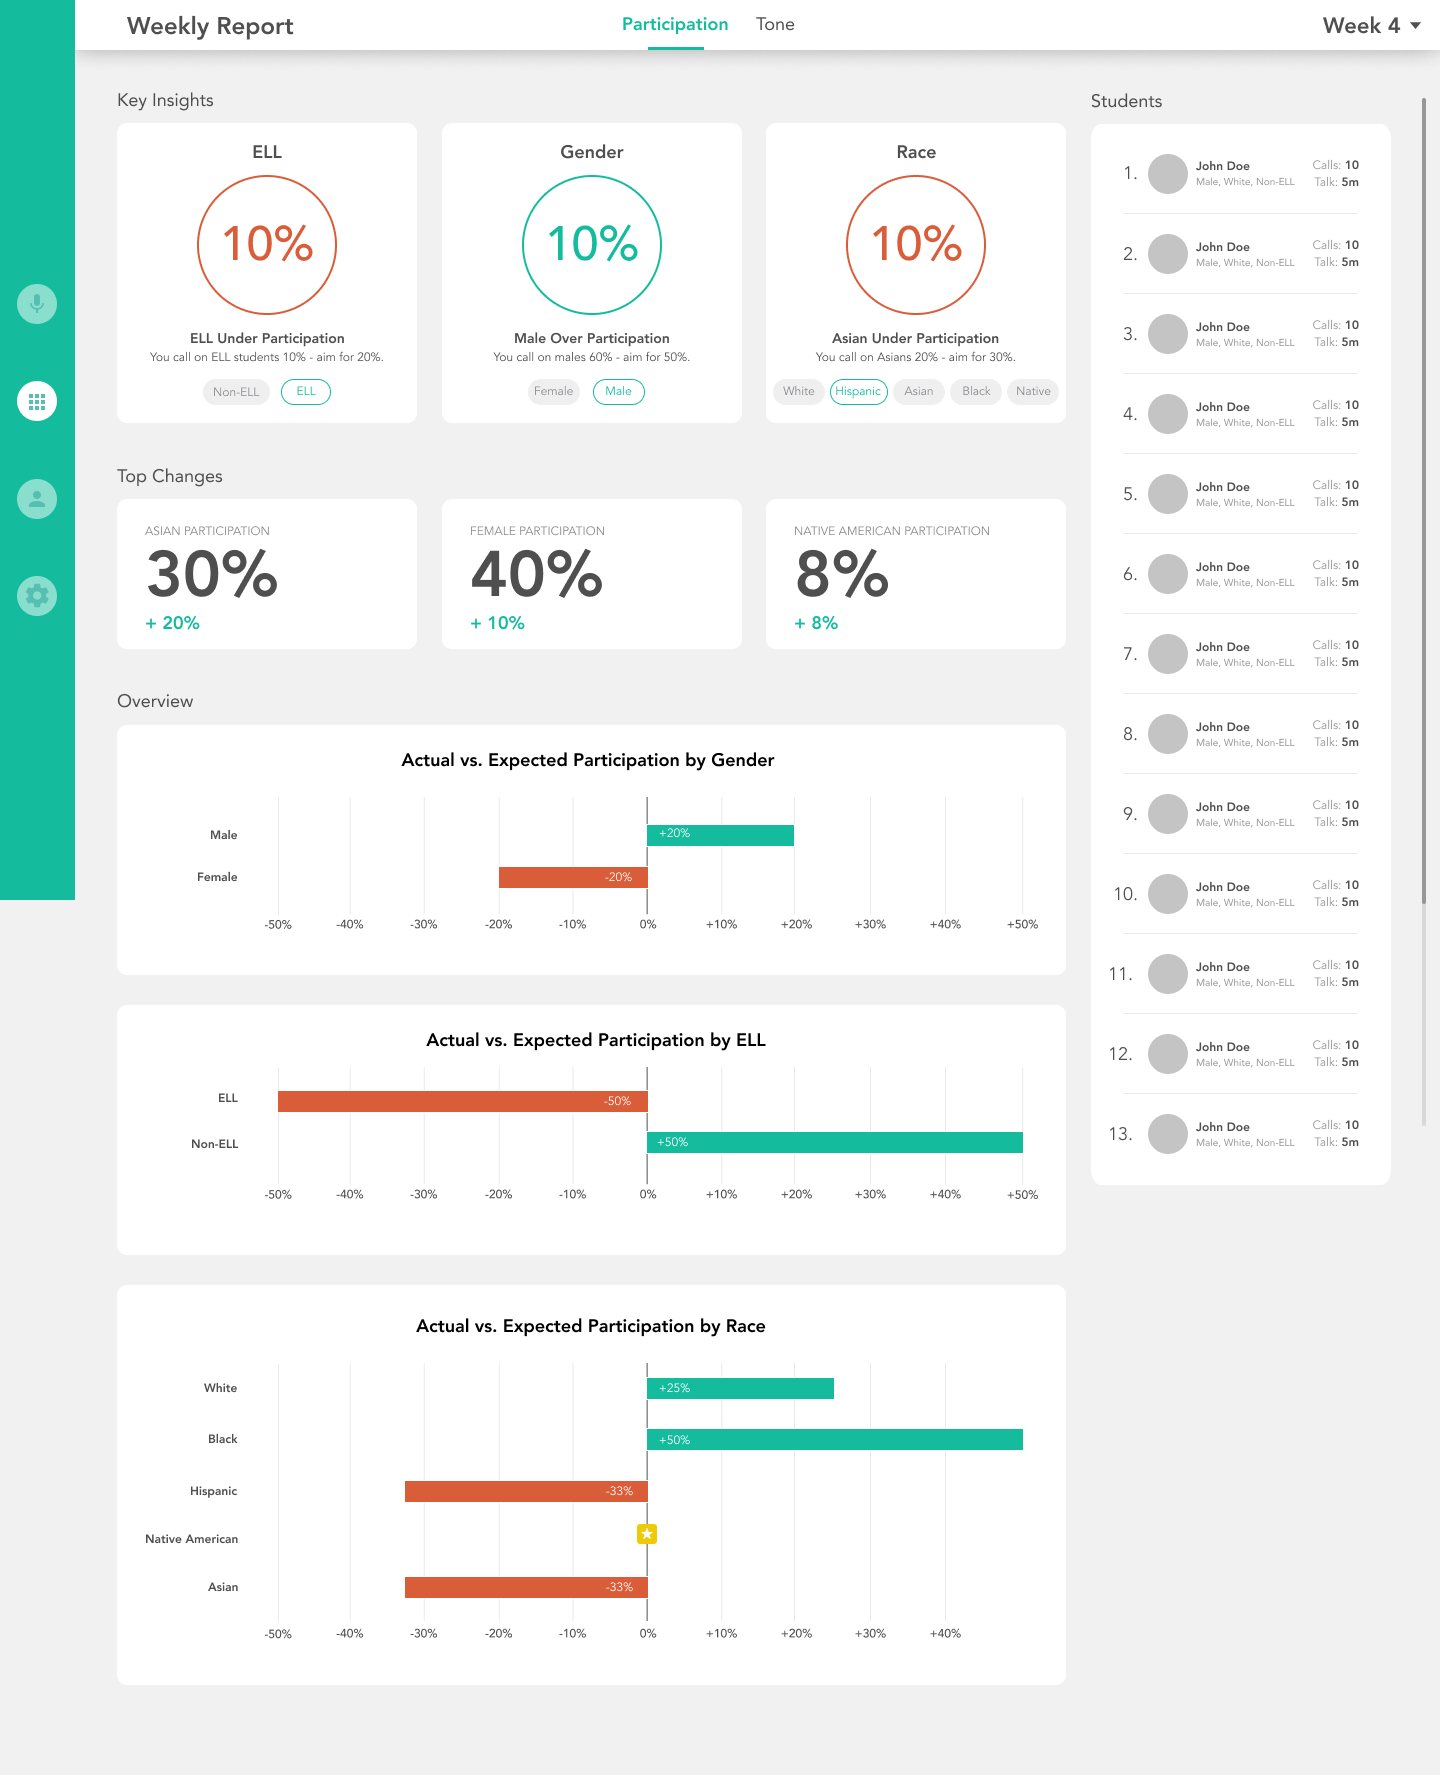 Weekly Report
Participation Tone
Week 4
Key Insights
ELL
10%
ELL Under Participation
You call on ELL students 10% - aim for 20%.
Non-ELL ELL
Gender
10%
Male Over Participation
You call on males 60% - aim for 50%.
Female Male
Race
10%
Asian Under Participation
You call on Asians 20% - aim for 30%.
White Hispanic Asian Black Native
Top Changes
ASIAN PARTICIPATION
30%
+ 20%
FEMALE PARTICIPATION
40%
+ 10%
NATIVE AMERICAN PARTICIPATION
8%
+ 8%
Overview
Actual vs. Expected Participation by Gender
Male +20%
Female -20%
-50% -40% -30% -20% -10% 0% +10% +20% +30% +40% +50%
Actual vs. Expected Participation by ELL
ELL -50%
Non-ELL +50%
-50% -40% -30% -20% -10% 0% +10% +20% +30% +40% +50%
Actual vs. Expected Participation by Race
White +25%
Black +50%
Hispanic -33%
Native American
Asian -33%
-50% -40% -30% -20% -10% 0% +10% +20% +30% +40%
Students
1. John Doe Calls: 10
Male, White, Non-ELL Talk: 5m
2. John Doe Calls: 10
Male, White, Non-ELL Talk: 5m
3. John Doe Calls: 10
Male, White, Non-ELL Talk: 5m
4. John Doe Calls: 10
Male, White, Non-ELL Talk: 5m
5. John Doe Calls: 10
Male, White, Non-ELL Talk: 5m
6. John Doe Calls: 10
Male, White, Non-ELL Talk: 5m
7. John Doe Calls: 10
Male, White, Non-ELL Talk: 5m
8. John Doe Calls: 10
Male, White, Non-ELL Talk: 5m
9. John Doe Calls: 10
Male, White, Non-ELL Talk: 5m
10. John Doe Calls: 10
Male, White, Non-ELL Talk: 5m
11. John Doe Calls: 10
Male, White, Non-ELL Talk: 5m
12. John Doe Calls: 10
Male, White, Non-ELL Talk: 5m
13. John Doe Calls: 10
Male, White, Non-ELL Talk: 5m